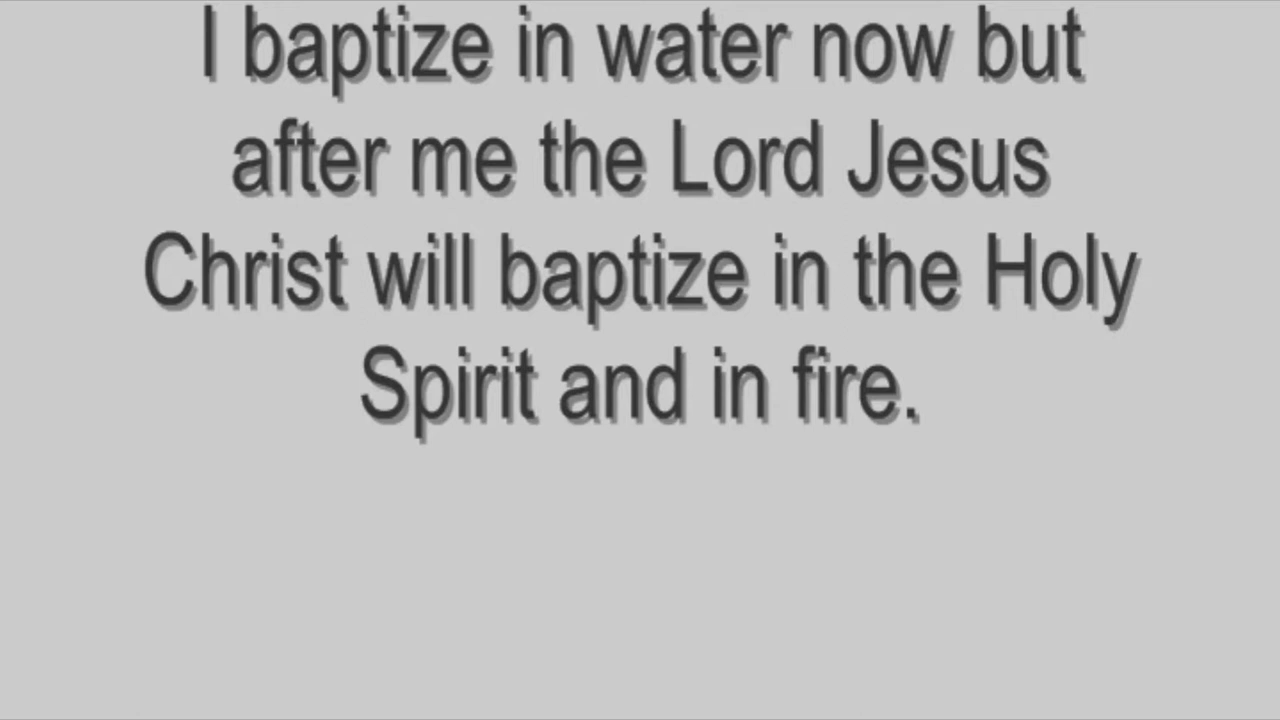 I baptize in water now but
after me the Lord Jesus
Christ will baptize in the Holy
Spirit and in fire.